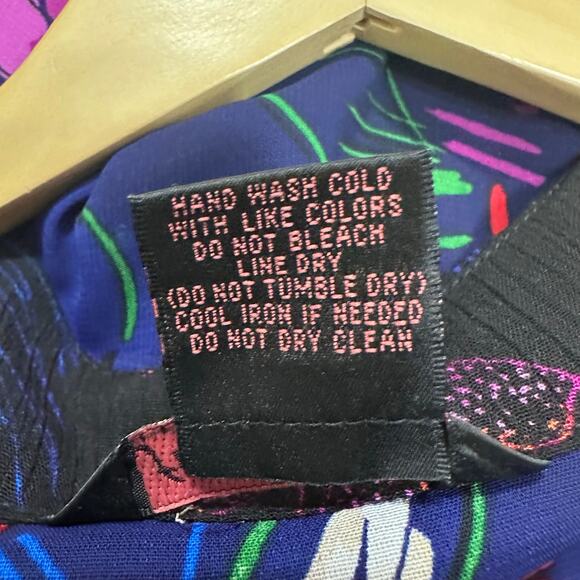 HAND WASH COLD
WITH LIKE COLORS
DO NOT BLEACH
LINE DRY
(DO NOT TUMBLE DRY)
COOL IRON IF NEEDED
DO NOT DRY CLEAN